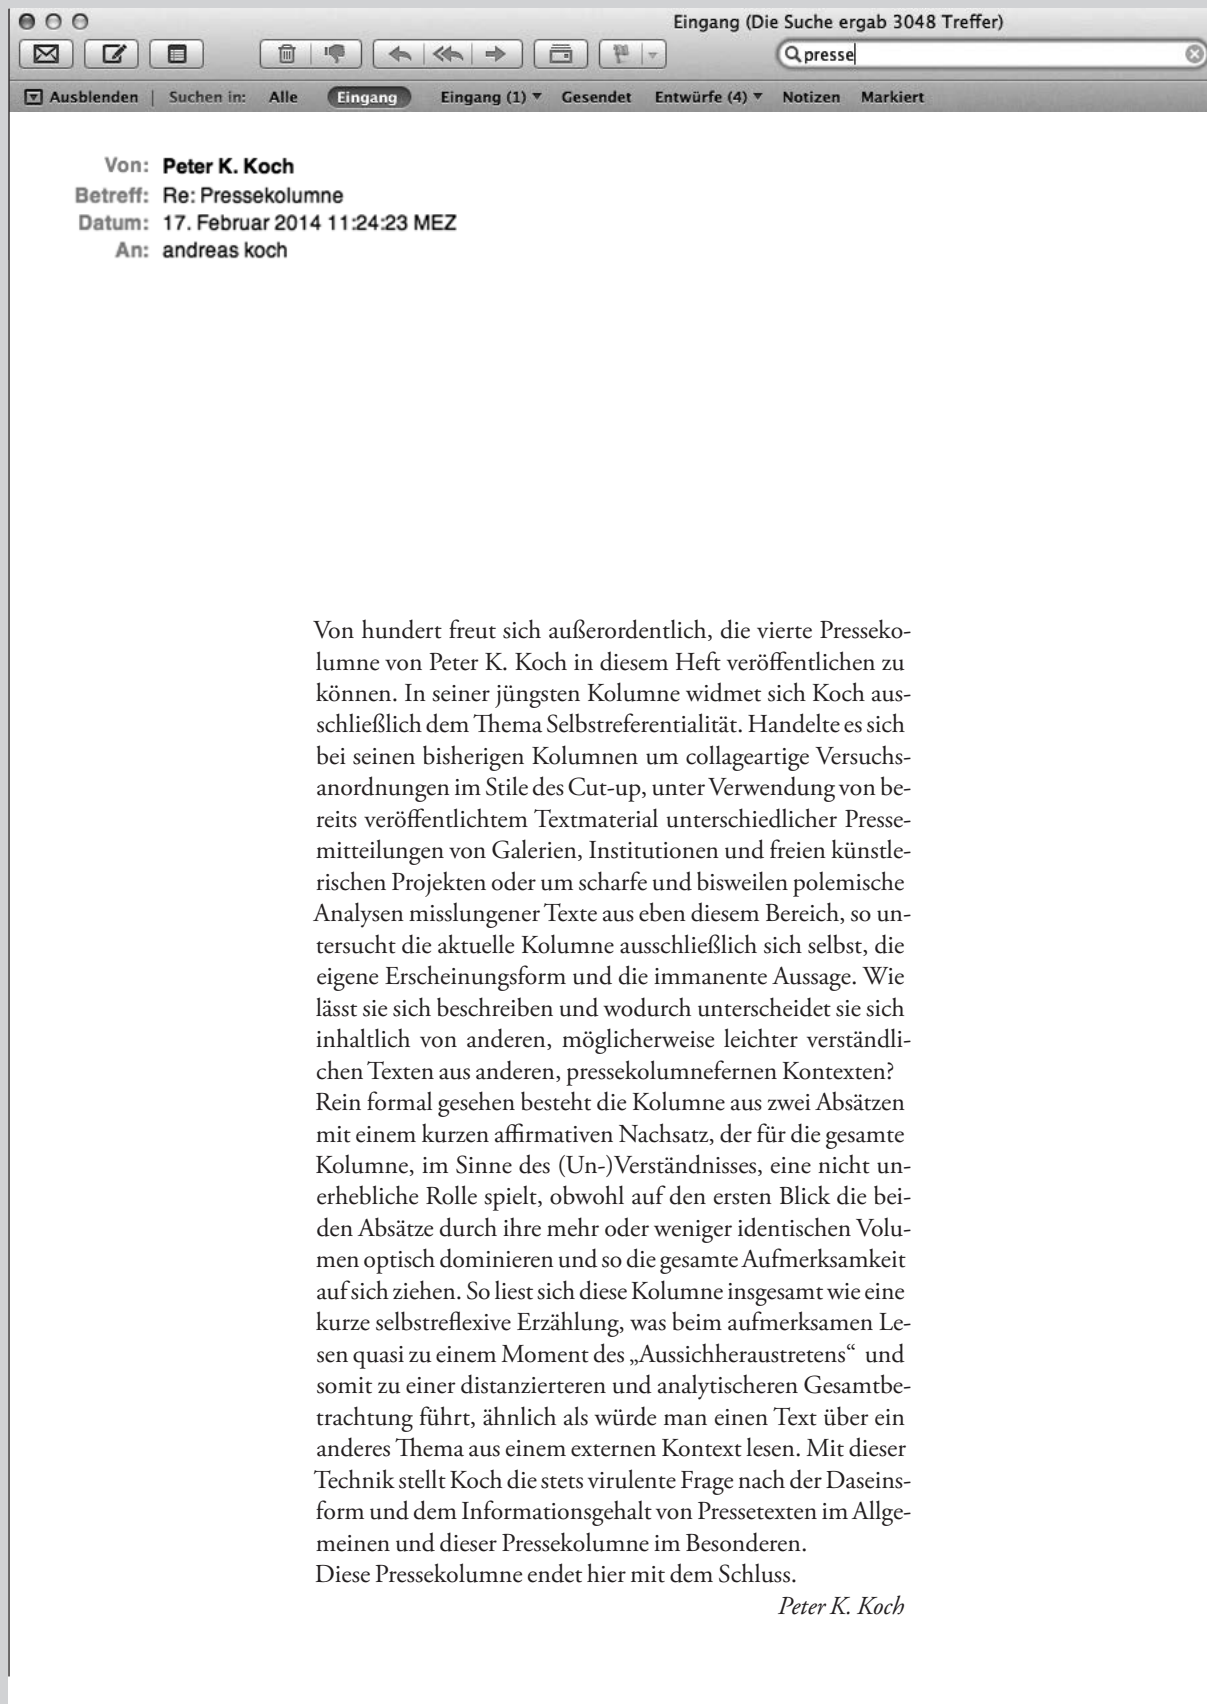 Eingang (Die Suche ergab 3048 Treffer)
presse
Ausblenden | Suchen in: Alle Eingang Eingang (1) Gesendet Entwürfe (4) Notizen Markiert
Von: Peter K. Koch
Betreff: Re: Pressekolumne
Datum: 17. Februar 2014 11:24:23 MEZ
An: andreas koch
Von hundert freut sich außerordentlich, die vierte Presseko-
lumne von Peter K. Koch in diesem Heft veröffentlichen zu
können. In seiner jüngsten Kolumne widmet sich Koch aus-
schließlich dem Thema Selbstreferentialität. Handelte es sich
bei seinen bisherigen Kolumnen um collageartige Versuchs-
anordnungen im Stile des Cut-up, unter Verwendung von be-
reits veröffentlichtem Textmaterial unterschiedlicher Presse-
mitteilungen von Galerien, Institutionen und freien künstle-
rischen Projekten oder um scharfe und bisweilen polemische
Analysen misslungener Texte aus eben diesem Bereich, so un-
tersucht die aktuelle Kolumne ausschließlich sich selbst, die
eigene Erscheinungsform und die immanente Aussage. Wie
lässt sie sich beschreiben und wodurch unterscheidet sie sich
inhaltlich von anderen, möglicherweise leichter verständli-
chen Texten aus anderen, pressekolumnefernen Kontexten?
Rein formal gesehen besteht die Kolumne aus zwei Absätzen
mit einem kurzen affirmativen Nachsatz, der für die gesamte
Kolumne, im Sinne des (Un-)Verständnisses, eine nicht un-
erhebliche Rolle spielt, obwohl auf den ersten Blick die bei-
den Absätze durch ihre mehr oder weniger identischen Volu-
men optisch dominieren und so die gesamte Aufmerksamkeit
auf sich ziehen. So liest sich diese Kolumne insgesamt wie eine
kurze selbstreflexive Erzählung, was beim aufmerksamen Le-
sen quasi zu einem Moment des „Aussichheraustretens“ und
somit zu einer distanzierteren und analytischeren Gesamtbe-
trachtung führt, ähnlich als würde man einen Text über ein
anderes Thema aus einem externen Kontext lesen. Mit dieser
Technik stellt Koch die stets virulente Frage nach der Daseins-
form und dem Informationsgehalt von Pressetexten im Allge-
meinen und dieser Pressekolumne im Besonderen.
Diese Pressekolumne endet hier mit dem Schluss.
Peter K. Koch